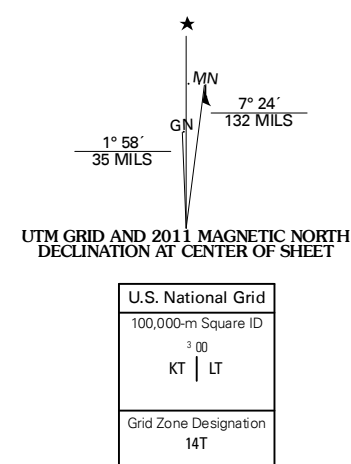 ★
MN
7° 24´
132 MILS
GN
1° 58´
35 MILS
UTM GRID AND 2011 MAGNETIC NORTH
DECLINATION AT CENTER OF SHEET
U.S. National Grid
100,000-m Square ID
3 00
KT LT
Grid Zone Designation
14T